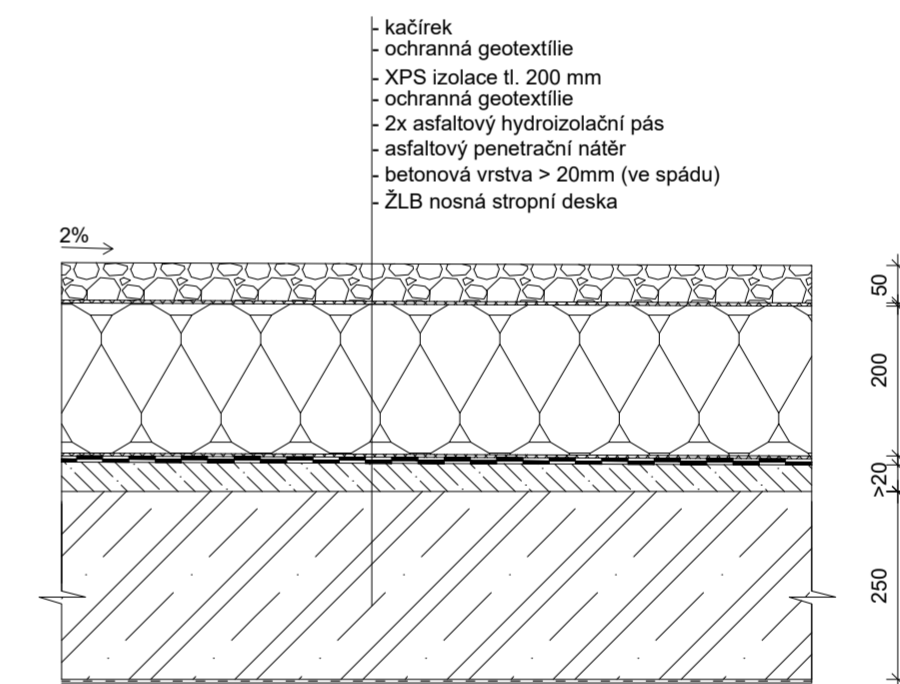 - kačírek
- ochranná geotextílie
- XPS izolace tl. 200 mm
- ochranná geotextílie
- 2x asfaltový hydroizolační pás
- asfaltový penetrační nátěr
- betonová vrstva > 20mm (ve spádu)
- ŽLB nosná stropní deska
2%
50
200
>20
250